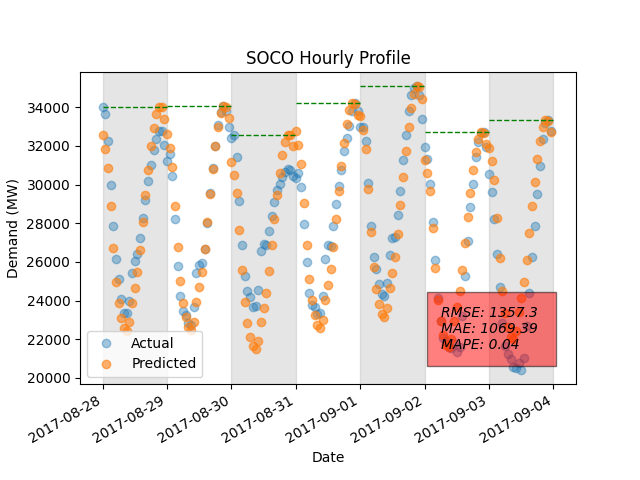 SOCO Hourly Profile
Demand (MW)
34000
32000
30000
28000
26000
24000
22000
20000
Actual
Predicted
RMSE: 1357.3
MAE: 1069.39
MAPE: 0.04
2017-08-28
2017-08-29
2017-08-30
2017-08-31
2017-09-01
2017-09-02
2017-09-03
2017-09-04
Date